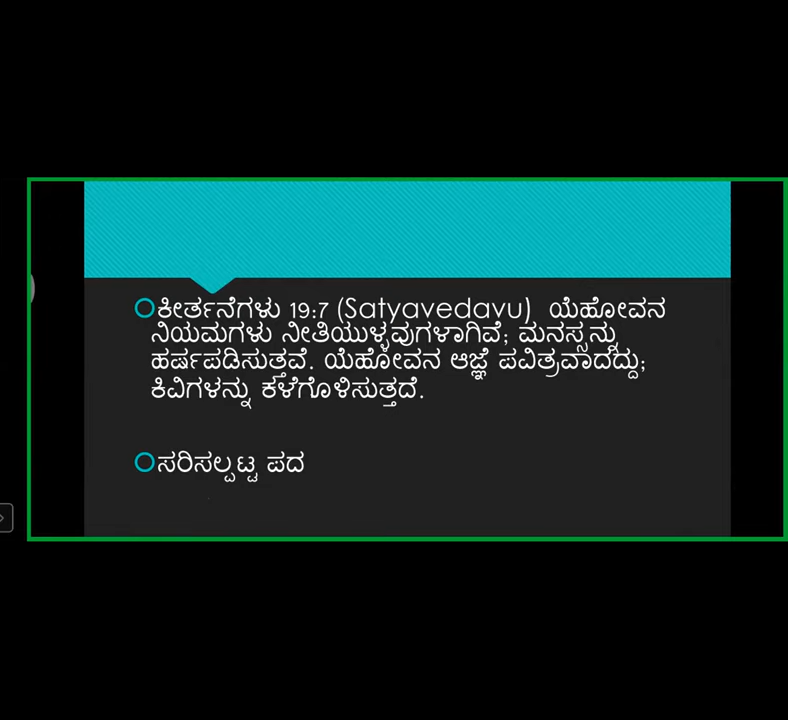 ಕೀರ್ತನೆಗಳು 19:7 (Satyavedavu) ಯೆಹೋವನ
ನಿಯಮಗಳು ನೀತಿಯುಳ್ಳವುಗಳಾಗಿವೆ; ಮನಸ್ಸನ್ನು
ಹರ್ಷಪಡಿಸುತ್ತವೆ. ಯೆಹೋವನ ಆಜ್ಞೆ ಪವಿತ್ರವಾದದ್ದು;
ಕಿವಿಗಳನ್ನು ಕಳೆಗೊಳಿಸುತ್ತದೆ.
ಸರಿಸಲ್ಪಟ್ಟ ಪದ